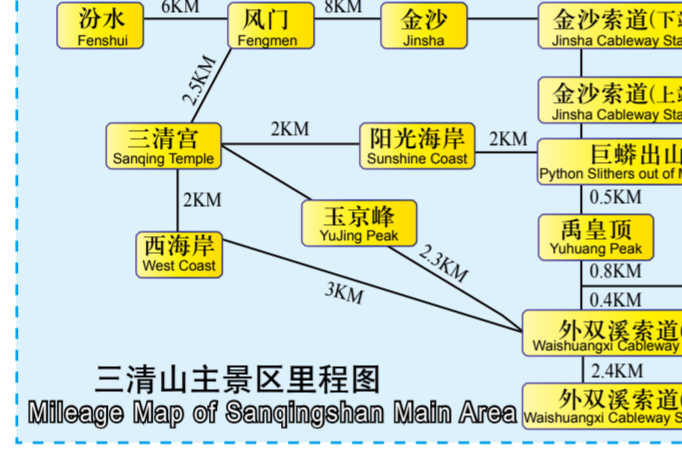 6KM
8KM
汾水
Fenshui
风门
Fengmen
金沙
Jinsha
金沙索道(下
Jinsha Cableway
2.5KM
金沙索道(上
Jinsha Cableway
三清宫
Sanqing Temple
2KM
阳光海岸
Sunshine Coast
2KM
巨蟒出山
Python Slithers out of
2KM
0.5KM
玉京峰
YuJing Peak
禹皇顶
Yuhuang Peak
西海岸
West Coast
2.3KM
0.8KM
3KM
0.4KM
外双溪索道
Waishuangxi Cableway
2.4KM
三清山主景区里程图
Mileage Map of Sanqingshan Main Area
外双溪索道
Waishuangxi Cableway